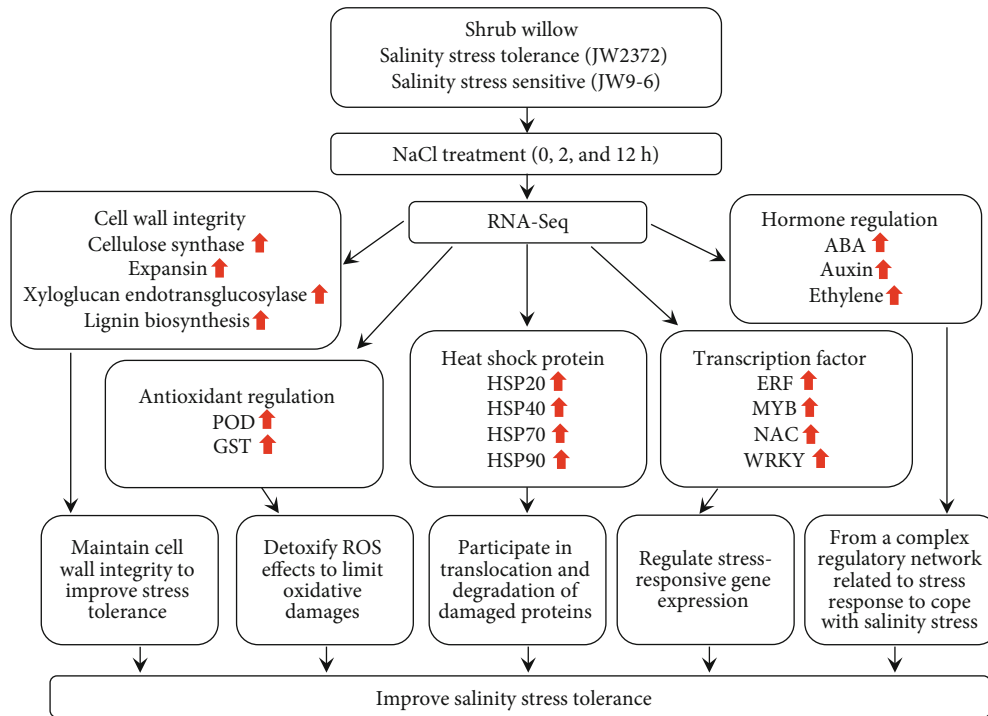 Shrub willow
Salinity stress tolerance (JW2372)
Salinity stress sensitive (JW9-6)
NaCl treatment (0, 2, and 12 h)
RNA-Seq
Cell wall integrity
Cellulose synthase
Expansin
Xyloglucan endotransglucosylase
Lignin biosynthesis
Hormone regulation
ABA
Auxin
Ethylene
Antioxidant regulation
POD
GST
Heat shock protein
HSP20
HSP40
HSP70
HSP90
Transcription factor
ERF
MYB
NAC
WRKY
Maintain cell
wall integrity to
improve stress
tolerance
Detoxify ROS
effects to limit
oxidative
damages
Participate in
translocation and
degradation of
damaged proteins
Regulate stress-
responsive gene
expression
From a complex
regulatory network
related to stress
response to cope
with salinity stress
Improve salinity stress tolerance